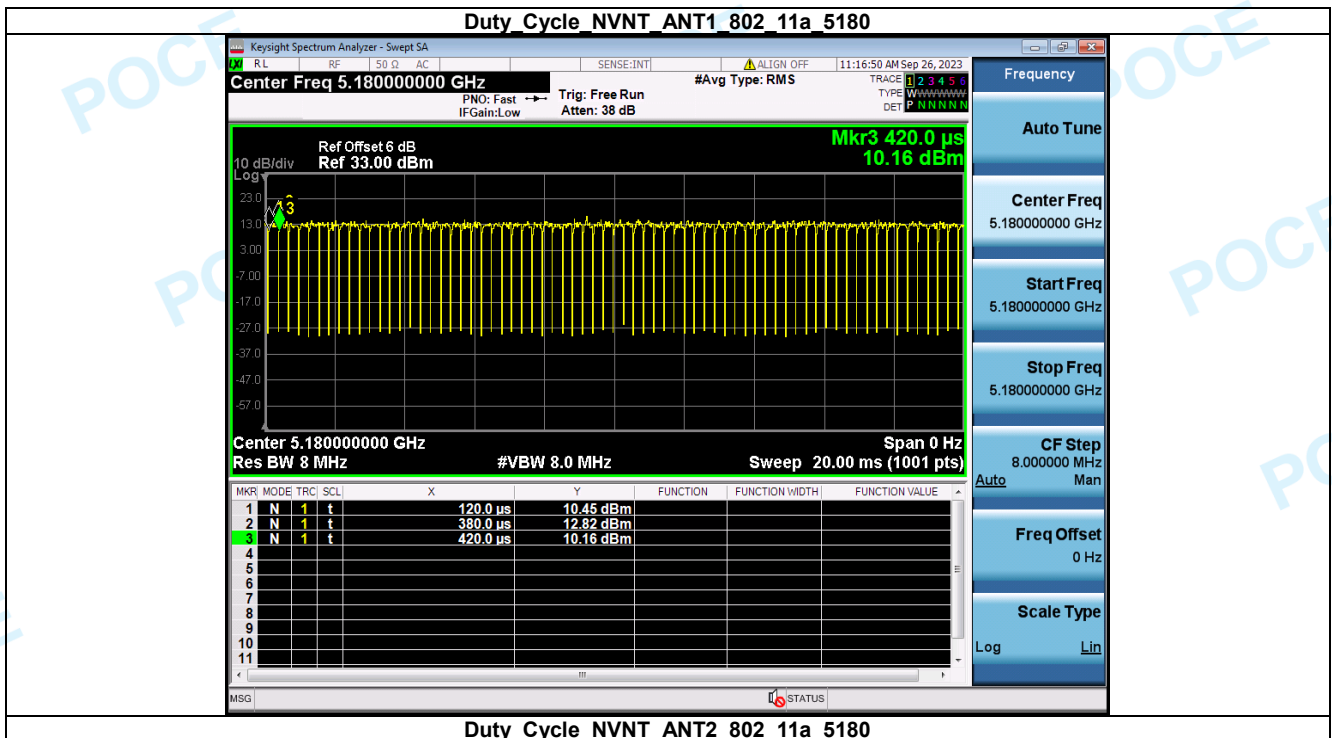 Duty_Cycle_NVNT_ANT1_802_11a_5180
Keysight Spectrum Analyzer - Swept SA
LXI RL RF 50 Ω AC SENSE:INT ALIGN OFF 11:16:50 AM Sep 26, 2023
Center Freq 5.180000000 GHz
PNO: Fast
IFGain:Low
Trig: Free Run
Atten: 38 dB
#Avg Type: RMS
TRACE 1 2 3 4 5 6
TYPE WWWWWW
DET P N N N N N
Frequency
Auto Tune
Center Freq
5.180000000 GHz
Start Freq
5.180000000 GHz
Stop Freq
5.180000000 GHz
CF Step
8.000000 MHz
Auto Man
Freq Offset
0 Hz
Scale Type
Log Lin
Mkr3 420.0 µs
10.16 dBm
Ref Offset 6 dB
10 dB/div Ref 33.00 dBm
Log
23.0
13.0
3.00
-7.00
-17.0
-27.0
-37.0
-47.0
-57.0
3
Center 5.180000000 GHz Span 0 Hz
Res BW 8 MHz #VBW 8.0 MHz Sweep 20.00 ms (1001 pts)
MKR MODE TRC SCL X Y FUNCTION FUNCTION WIDTH FUNCTION VALUE
1 N 1 t 120.0 µs 10.45 dBm
2 N 1 t 380.0 µs 12.82 dBm
3 N 1 t 420.0 µs 10.16 dBm
4
5
6
7
8
9
10
11
MSG STATUS
Duty_Cycle_NVNT_ANT2_802_11a_5180
POCE
POCE
POCE